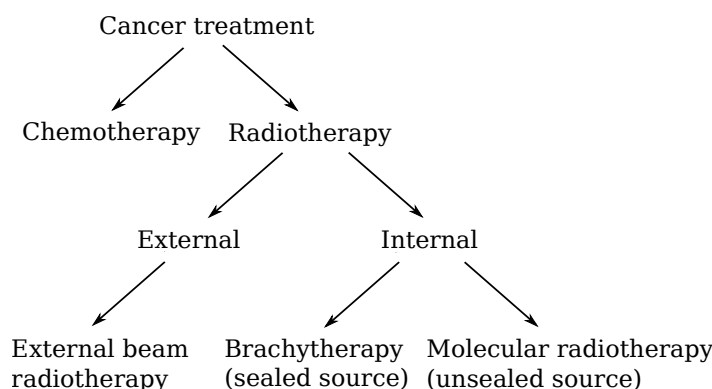 Cancer treatment
Chemotherapy
Radiotherapy
External
Internal
External beam
radiotherapy
Brachytherapy
(sealed source)
Molecular radiotherapy
(unsealed source)